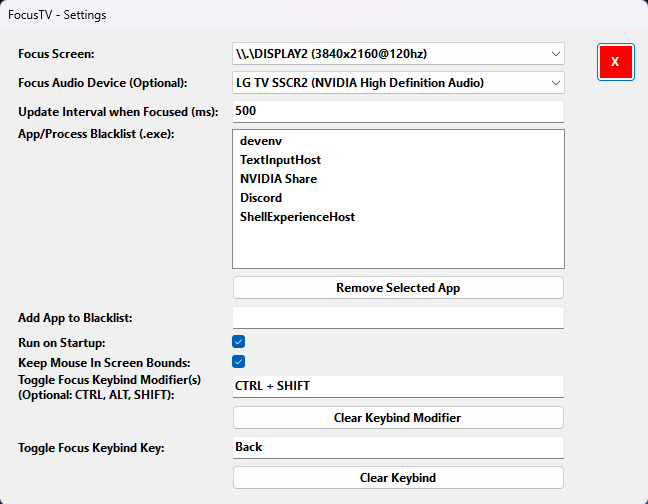 FocusTV - Settings
Focus Screen:
\\.\DISPLAY2 (3840x2160@120hz)
X
Focus Audio Device (Optional):
LG TV SSCR2 (NVIDIA High Definition Audio)
Update Interval when Focused (ms):
500
App/Process Blacklist (.exe):
devenv
TextInputHost
NVIDIA Share
Discord
ShellExperienceHost
Remove Selected App
Add App to Blacklist:
Run on Startup:
Keep Mouse In Screen Bounds:
Toggle Focus Keybind Modifier(s)
(Optional: CTRL, ALT, SHIFT):
CTRL + SHIFT
Clear Keybind Modifier
Toggle Focus Keybind Key:
Back
Clear Keybind